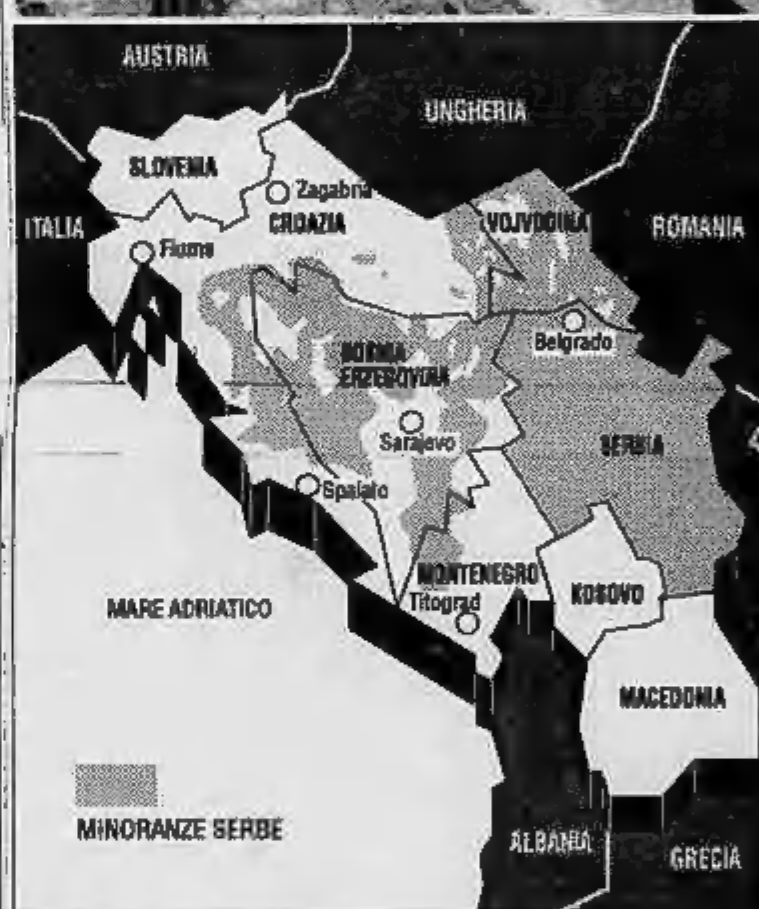 AUSTRIA
UNGHERIA
SLOVENIA
Zagabria
ITALIA
CROAZIA
VOJVODINA
ROMANIA
Fiume
Belgrado
BOSNIA
ERZEGOVINA
Sarajevo
SERBIA
Spalato
MONTENEGRO
KOSOVO
Titograd
MARE ADRIATICO
MACEDONIA
MINORANZE SERBE
ALBANIA
GRECIA